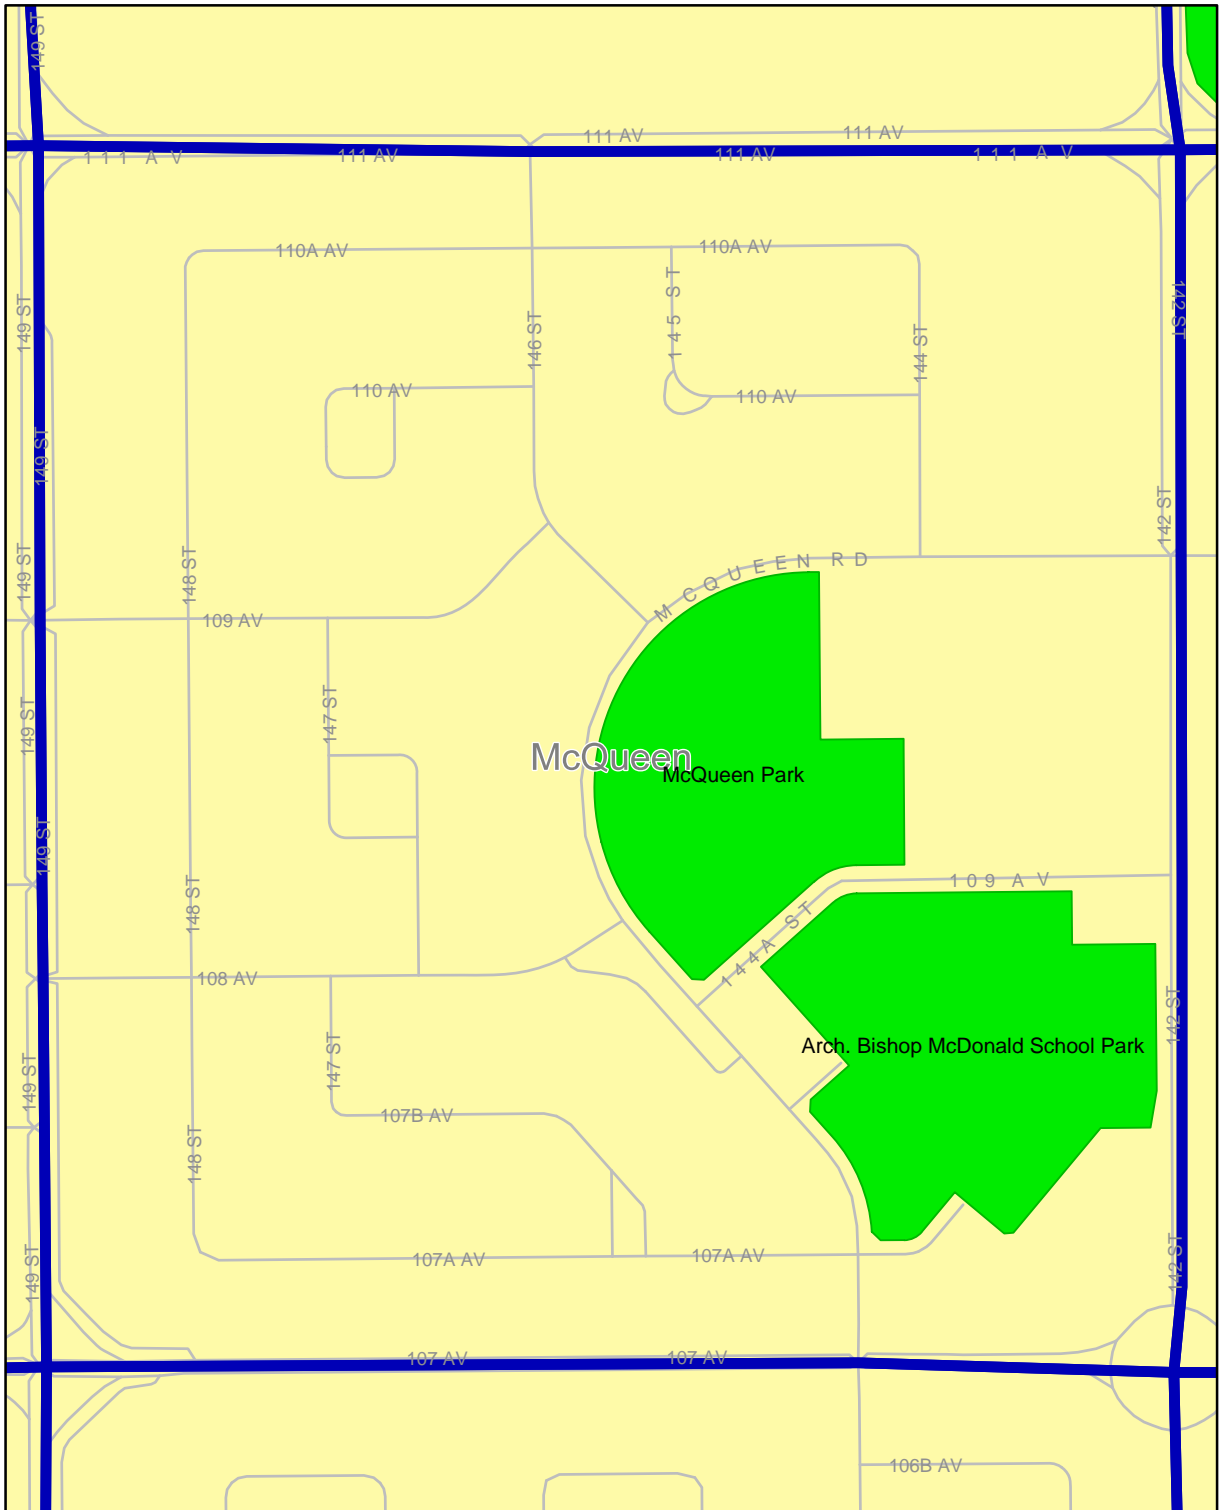 149 ST
111 AV
111 AV
111 AV
111 AV
111 AV
111 AV
110A AV
110A AV
149 ST
145 ST
146 ST
144 ST
142 ST
110 AV
110 AV
149 ST
142 ST
149 ST
148 ST
MCQUEEN RD
109 AV
147 ST
149 ST
McQueen
McQueen Park
149 ST
148 ST
109 AV
144A ST
108 AV
142 ST
Arch. Bishop McDonald School Park
147 ST
149 ST
107B AV
148 ST
107A AV
107A AV
149 ST
142 ST
107 AV
107 AV
106B AV